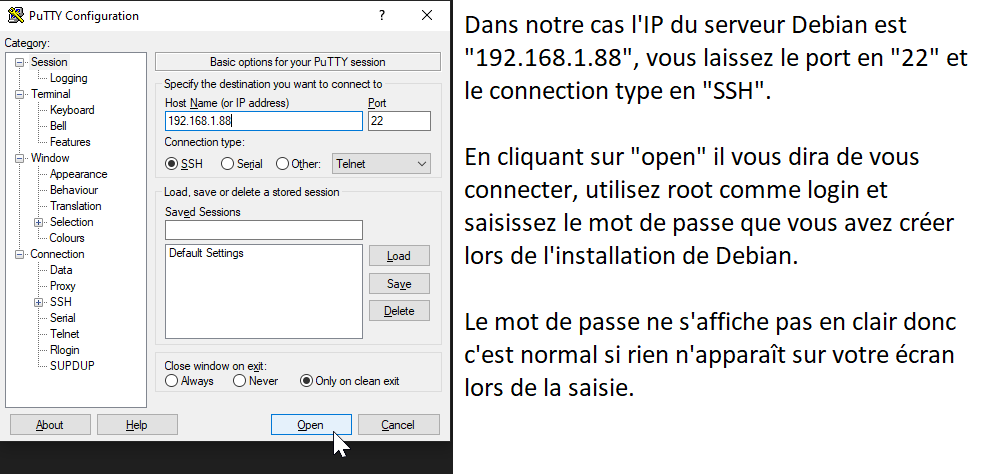 PuTTY Configuration
?
Category:
Session
Logging
Terminal
Keyboard
Bell
Features
Window
Appearance
Behaviour
Translation
Selection
Colours
Connection
Data
Proxy
SSH
Serial
Telnet
Rlogin
SUPDUP
Basic options for your PuTTY session
Specify the destination you want to connect to
Host Name (or IP address) Port
192.168.1.88 22
Connection type:
SSH Serial Other: Telnet
Load, save or delete a stored session
Saved Sessions
Default Settings
Load
Save
Delete
Close window on exit:
Always Never Only on clean exit
About Help Open Cancel
Dans notre cas l'IP du serveur Debian est
"192.168.1.88", vous laissez le port en "22" et
le connection type en "SSH".
En cliquant sur "open" il vous dira de vous
connecter, utilisez root comme login et
saisissez le mot de passe que vous avez créer
lors de l'installation de Debian.
Le mot de passe ne s'affiche pas en clair donc
c'est normal si rien n'apparaît sur votre écran
lors de la saisie.